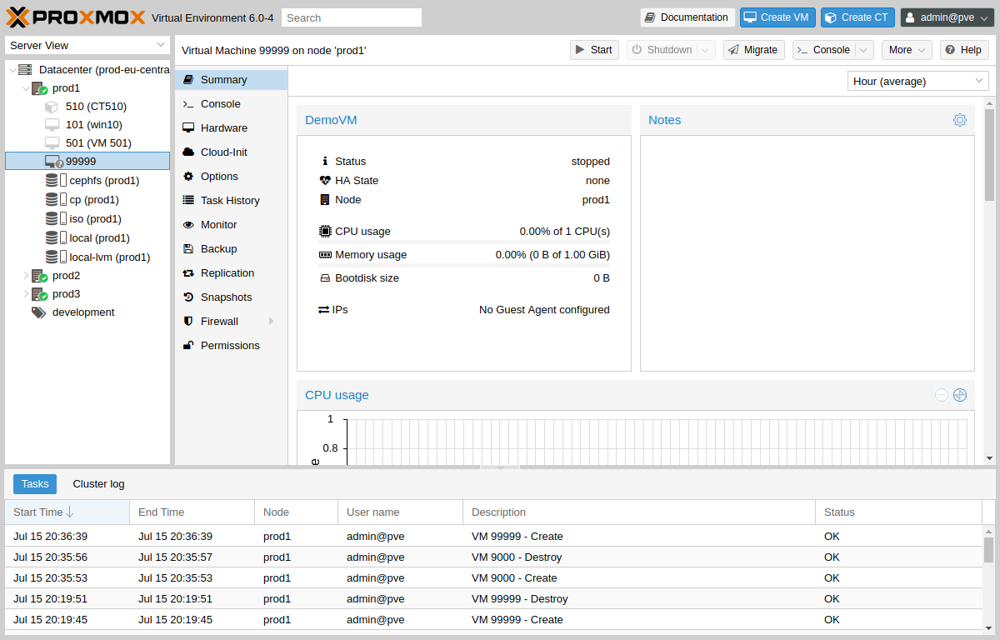 PROXMOX Virtual Environment 6.0-4 Search Documentation Create VM Create CT admin@pve
Server View
Datacenter (prod-eu-centra
prod1
510 (CT510)
101 (win10)
501 (VM 501)
99999
cephfs (prod1)
cp (prod1)
iso (prod1)
local (prod1)
local-lvm (prod1)
prod2
prod3
development
Virtual Machine 99999 on node 'prod1' Start Shutdown Migrate Console More Help
Summary
Console
Hardware
Cloud-Init
Options
Task History
Monitor
Backup
Replication
Snapshots
Firewall
Permissions
Hour (average)
DemoVM
Status stopped
HA State none
Node prod1
CPU usage 0.00% of 1 CPU(s)
Memory usage 0.00% (0 B of 1.00 GiB)
Bootdisk size 0 B
IPs No Guest Agent configured
Notes
CPU usage
1
0.8
Tasks Cluster log
Start Time End Time Node User name Description Status
Jul 15 20:36:39 Jul 15 20:36:39 prod1 admin@pve VM 99999 - Create OK
Jul 15 20:35:56 Jul 15 20:35:57 prod1 admin@pve VM 9000 - Destroy OK
Jul 15 20:35:53 Jul 15 20:35:53 prod1 admin@pve VM 9000 - Create OK
Jul 15 20:19:51 Jul 15 20:19:51 prod1 admin@pve VM 99999 - Destroy OK
Jul 15 20:19:45 Jul 15 20:19:45 prod1 admin@pve VM 99999 - Create OK